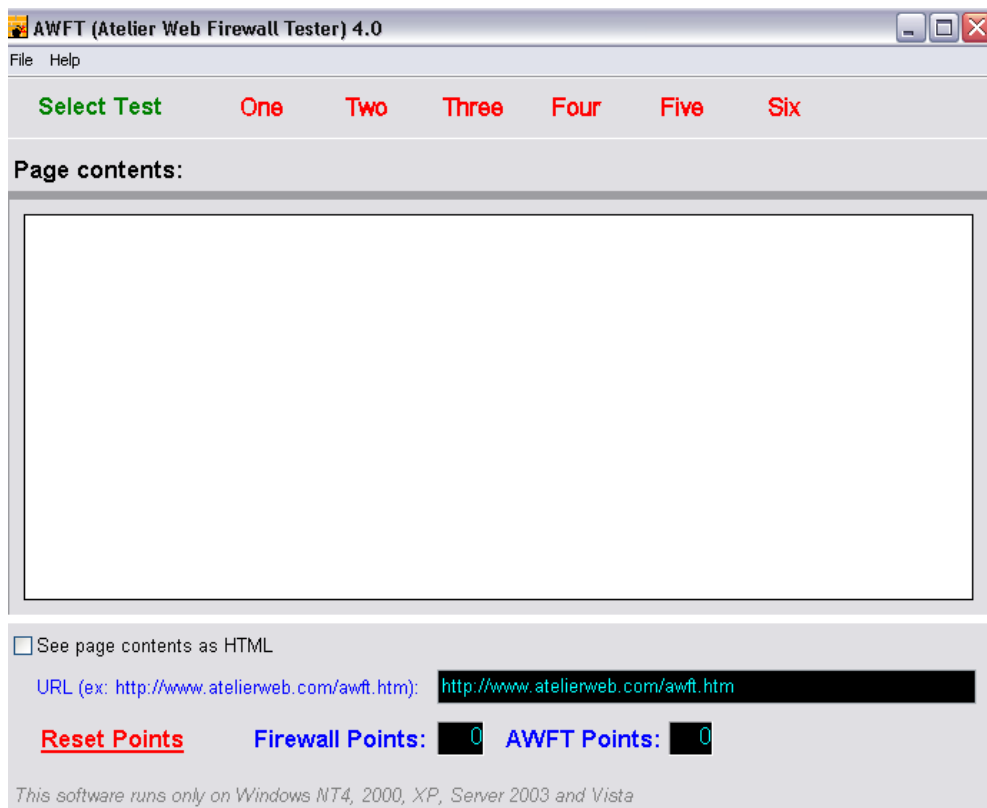 AWFT (Atelier Web Firewall Tester) 4.0
File Help
Select Test One Two Three Four Five Six
Page contents:
See page contents as HTML
URL (ex: http://www.atelierweb.com/awft.htm): http://www.atelierweb.com/awft.htm
Reset Points Firewall Points: 0 AWFT Points: 0
This software runs only on Windows NT4, 2000, XP, Server 2003 and Vista